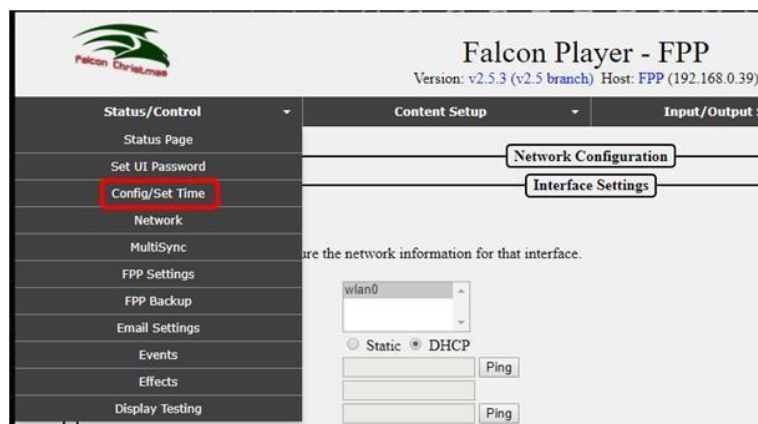 Falcon Christmas
Falcon Player - FPP
Version: v2.5.3 (v2.5 branch) Host: FPP (192.168.0.39)
Status/Control Content Setup Input/Output
Status Page
Set UI Password
Config/Set Time
Network
MultiSync
FPP Settings
FPP Backup
Email Settings
Events
Effects
Display Testing
Network Configuration
Interface Settings
ure the network information for that interface.
wlan0
Static DHCP
Ping
Ping